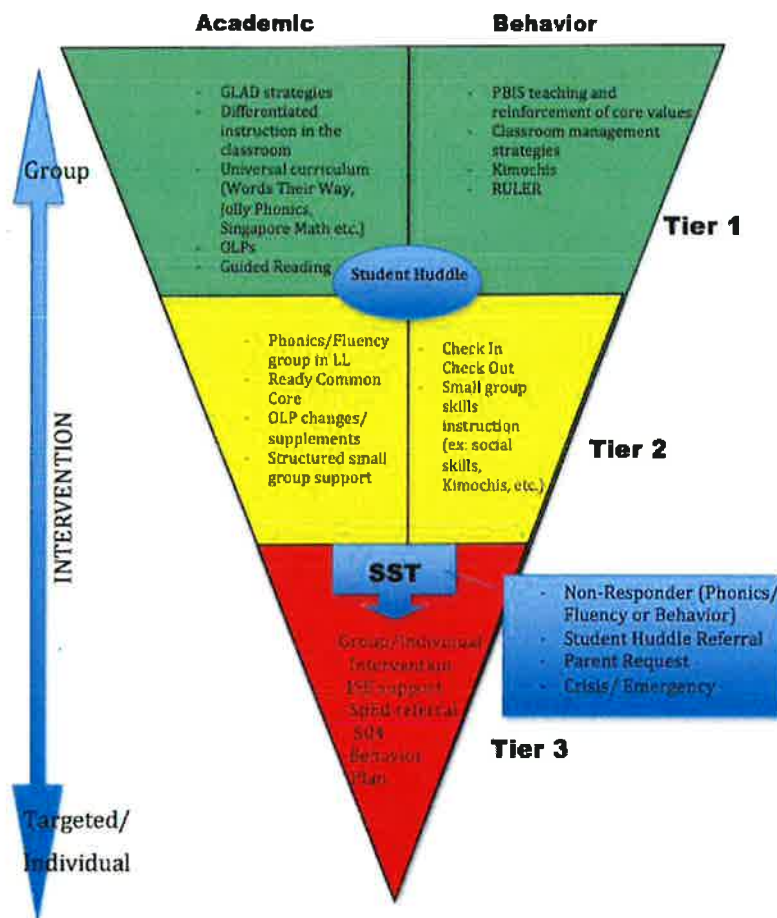 Academic
Behavior
- GLAD strategies
- Differentiated
instruction in the
classroom
- Universal curriculum
(Words Their Way,
Jolly Phonics,
Singapore Math etc.)
- OLPs
- Guided Reading
- PBIS teaching and
reinforcement of core values
- Classroom management
strategies
- Kimochis
- RULER
Group
Tier 1
Student Huddle
- Phonics/Fluency
group in LL
- Ready Common
Core
- OLP changes/
supplements
- Structured small
group support
- Check In
Check Out
- Small group
skills
instruction
(ex: social
skills,
Kimochis, etc.)
Tier 2
INTERVENTION
SST
- Non-Responder (Phonics/
Fluency or Behavior)
- Student Huddle Referral
- Parent Request
- Crisis/ Emergency
Group/Individual
Intervention
support
SpEd referral
504
Behavior
Plan
Tier 3
Targeted/
Individual